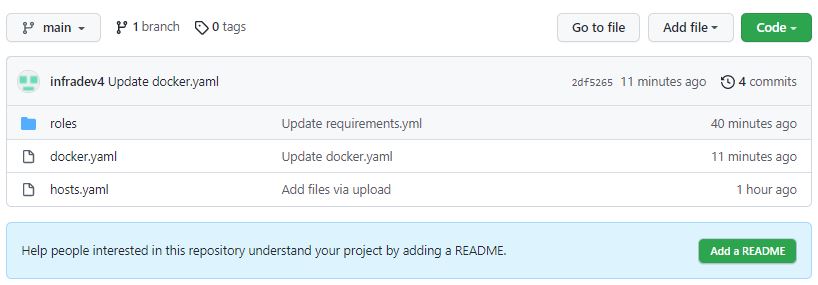 main 1 branch 0 tags Go to file Add file Code
infradev4 Update docker.yaml 2df5265 11 minutes ago 4 commits
roles Update requirements.yml 40 minutes ago
docker.yaml Update docker.yaml 11 minutes ago
hosts.yaml Add files via upload 1 hour ago
Help people interested in this repository understand your project by adding a README. Add a README